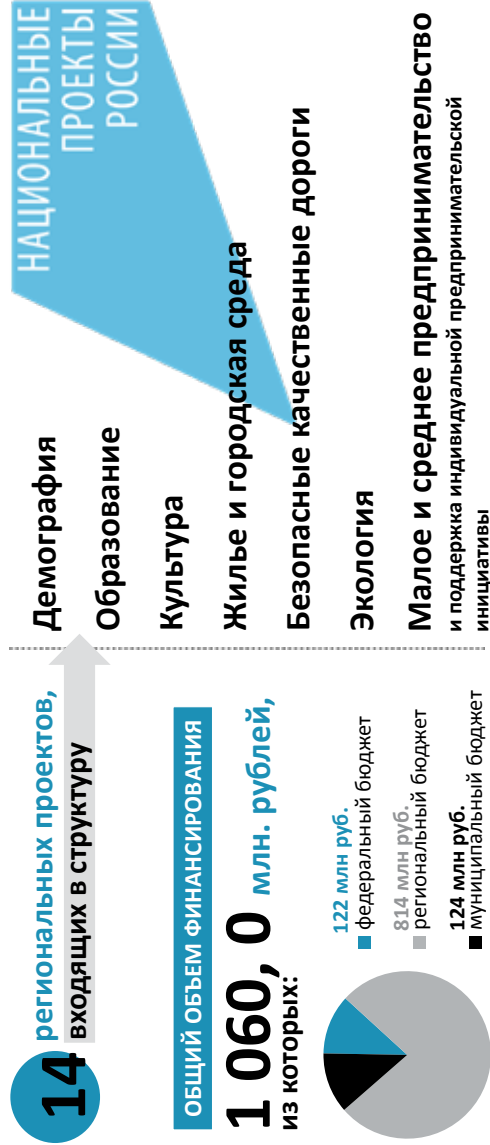 14 региональных проектов,
входящих в структуру
ОБЩИЙ ОБЪЕМ ФИНАНСИРОВАНИЯ
1 060, 0 млн. рублей,
из которых:
122 млн руб.
федеральный бюджет
814 млн руб.
региональный бюджет
124 млн руб.
муниципальный бюджет
НАЦИОНАЛЬНЫЕ
ПРОЕКТЫ
РОССИИ
Демография
Образование
Культура
Жилье и городская среда
Безопасные качественные дороги
Экология
Малое и среднее предпринимательство
и поддержка индивидуальной предпринимательской
инициативы